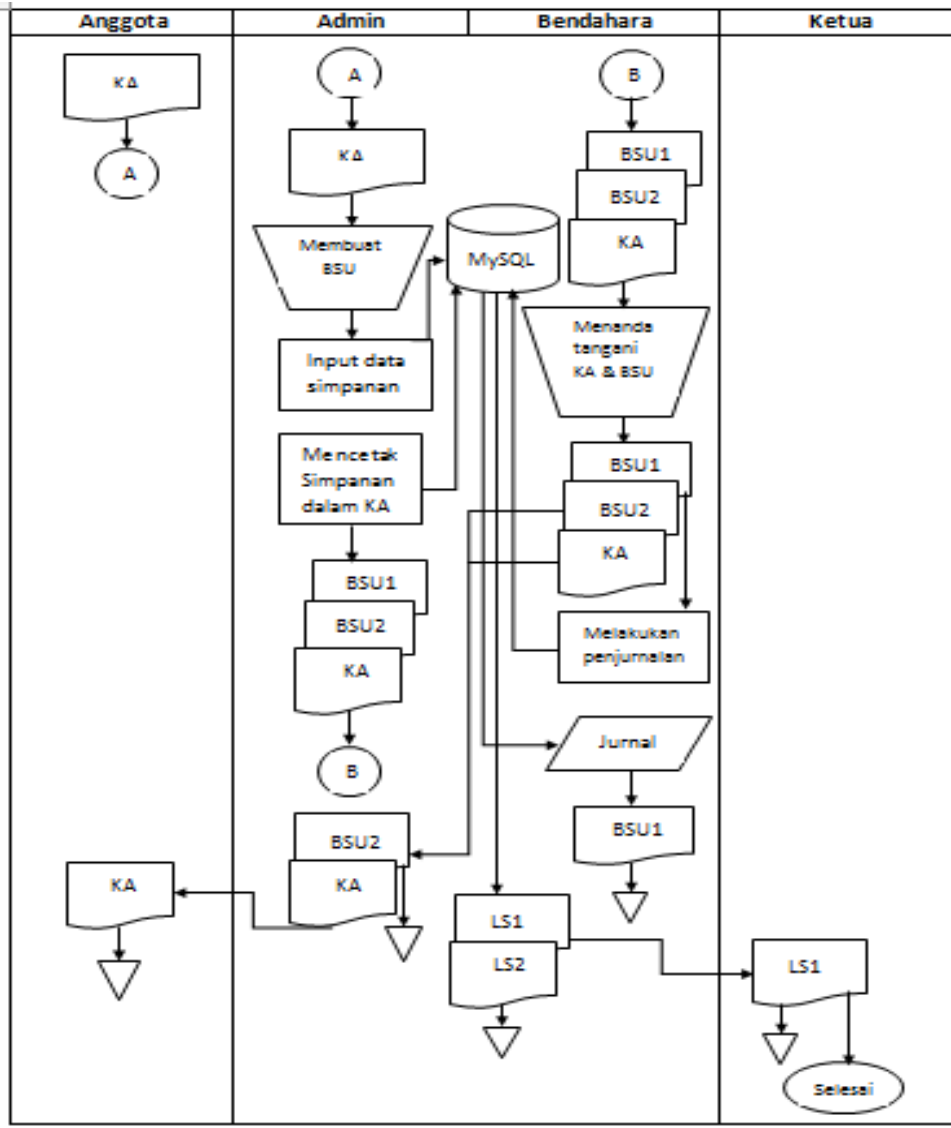 Anggota
Admin
Bendahara
Ketua
KA
A
A
KA
Membuat
BSU
Input data
simpanan
Mencetak
Simpanan
dalam KA
BSU1
BSU2
KA
B
BSU2
KA
KA
MySQL
B
BSU1
BSU2
KA
Menanda
tangani
KA & BSU
BSU1
BSU2
KA
Melakukan
penjurnalan
Jurnal
BSU1
LS1
LS2
LS1
Selesai